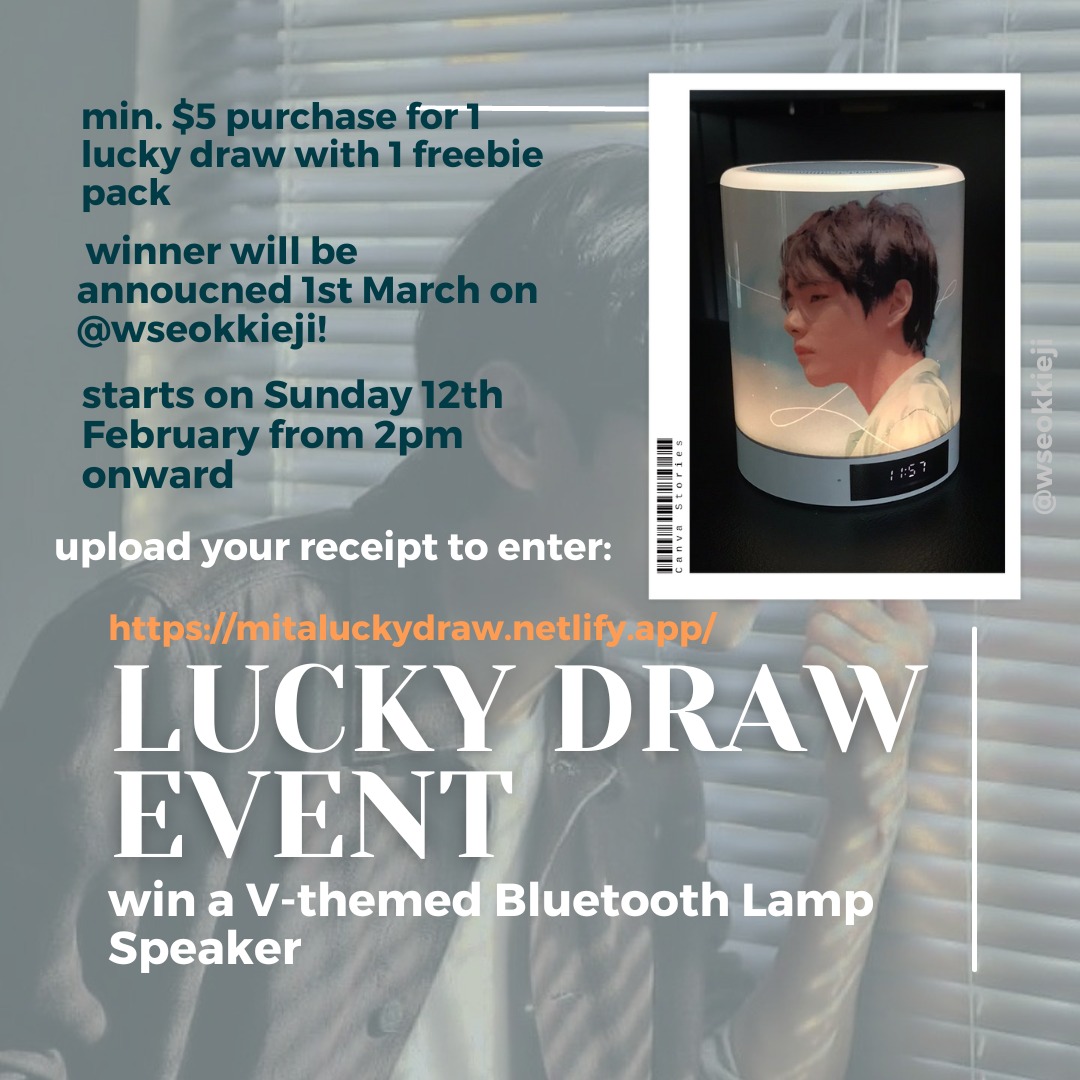 min. $5 purchase for 1
lucky draw with 1 freebie
pack
winner will be
annoucned 1st March on
@wseokkieji!
starts on Sunday 12th
February from 2pm
onward
upload your receipt to enter:
https://mitaluckydraw.netlify.app/
LUCKY DRAW
EVENT
win a V-themed Bluetooth Lamp
Speaker
Canva Stories
11:57
@wseokkieji